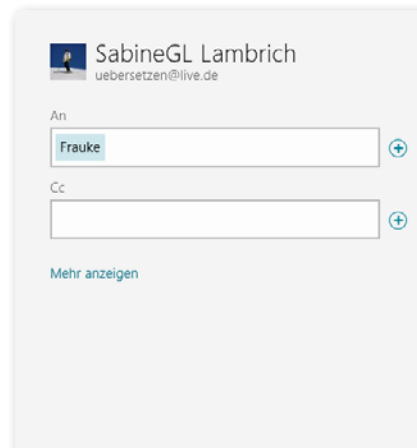 SabineGL Lambrich
uebersetzen@live.de
An
Frauke
Cc
Mehr anzeigen